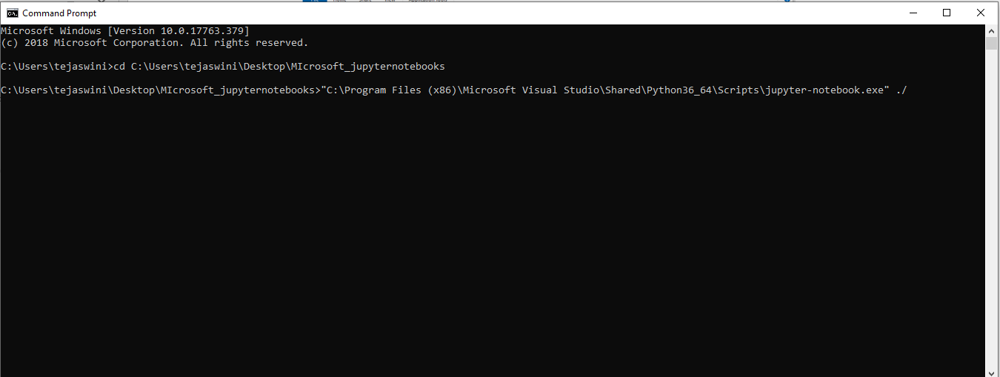 Command Prompt
Microsoft Windows [Version 10.0.17763.379]
(c) 2018 Microsoft Corporation. All rights reserved.
C:\Users\tejaswini>cd C:\Users\tejaswini\Desktop\MIcrosoft_jupyternotebooks
C:\Users\tejaswini\Desktop\MIcrosoft_jupyternotebooks>"C:\Program Files (x86)\Microsoft Visual Studio\Shared\Python36_64\Scripts\jupyter-notebook.exe" ./